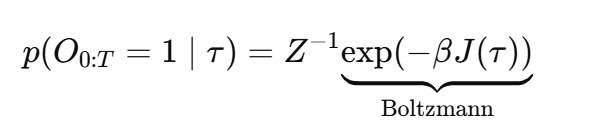 p(O_{0:T} = 1 | τ) = Z^{-1} exp(−βJ(τ))
Boltzmann